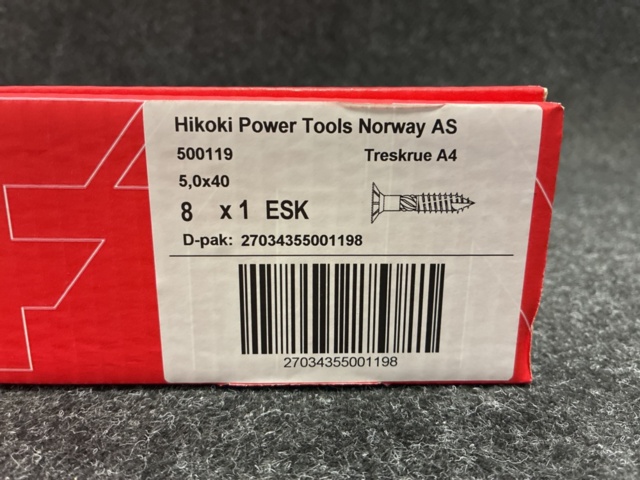 Hikoki Power Tools Norway AS
500119 Treskrue A4
5,0x40
8 x 1 ESK
D-pak: 27034355001198
27034355001198